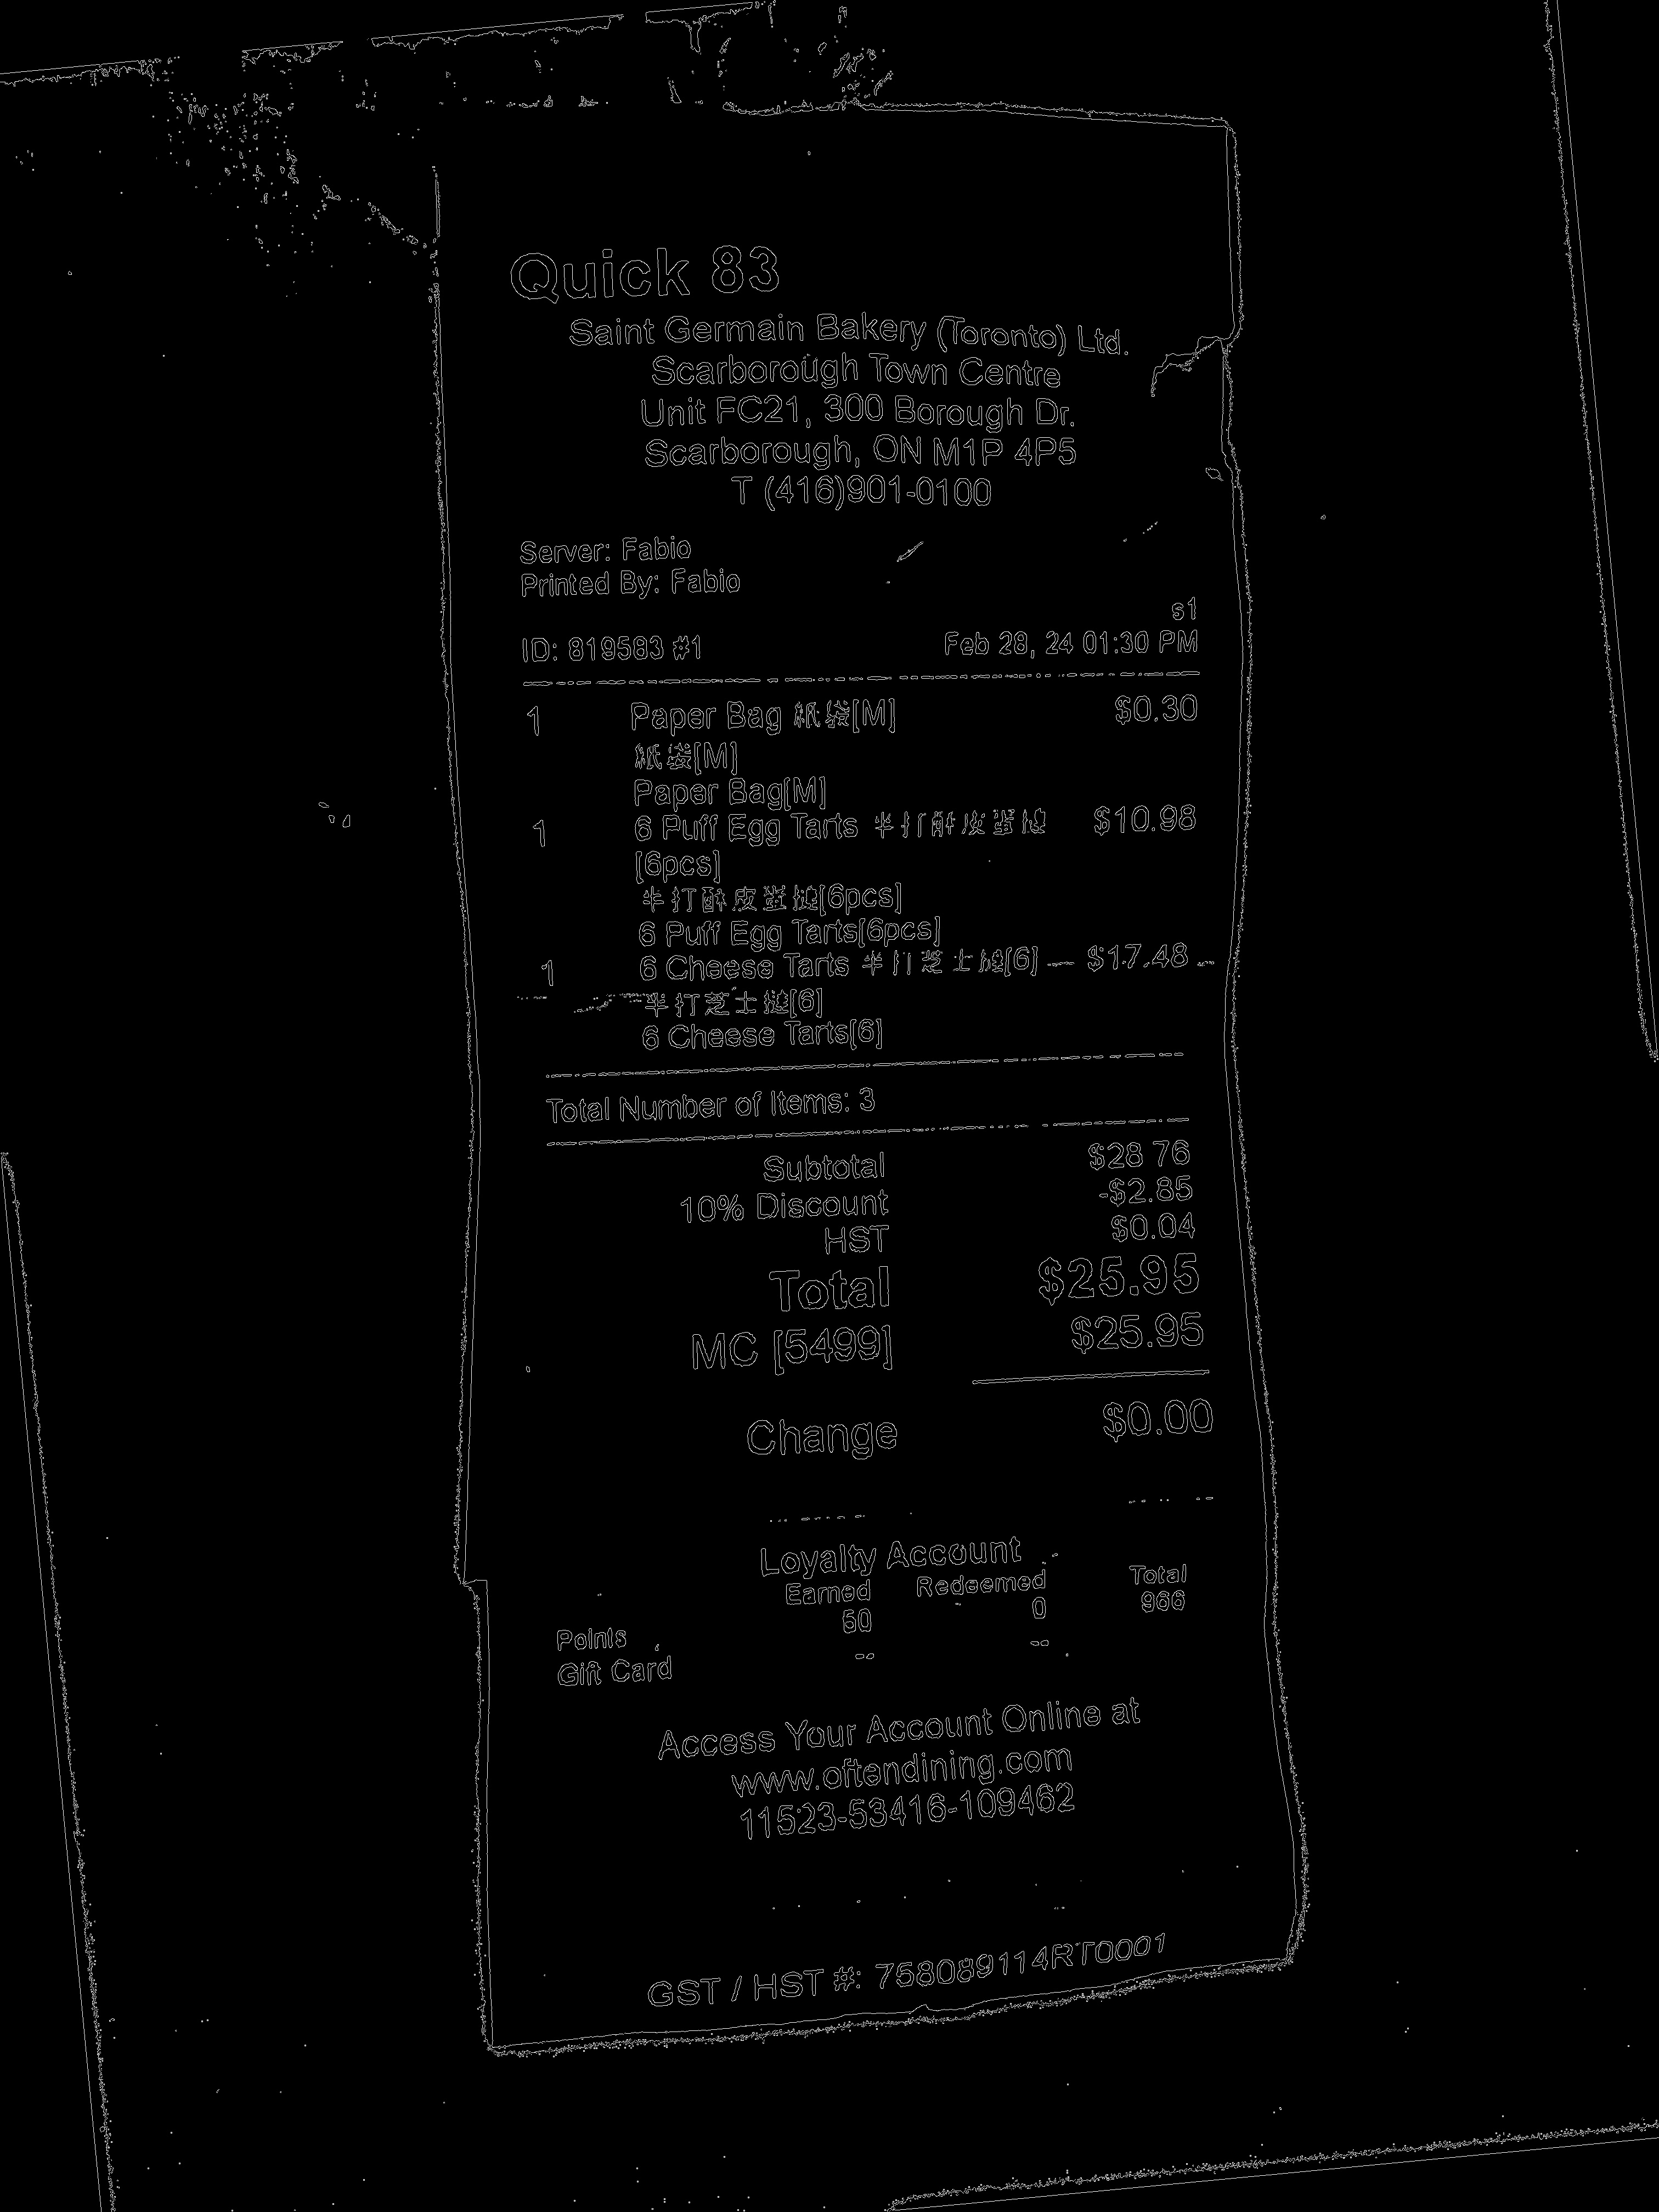 Quick 83
Saint Germain Bakery (Toronto) Ltd.
Scarborough Town Centre
Unit FC21, 300 Borough Dr.
Scarborough, ON M1P 4P5
T (416)901-0100
Server: Fabio
Printed By: Fabio
s1
ID: 819583 #1 Feb 28, 24 01:30 PM
1 Paper Bag 紙袋[M] $0.30
紙袋[M]
Paper Bag[M]
1 6 Puff Egg Tarts 半打酥皮蛋撻 $10.98
[6pcs]
半打酥皮蛋撻[6pcs]
6 Puff Egg Tarts[6pcs]
1 6 Cheese Tarts 半打芝士撻[6] $17.48
半打芝士撻[6]
6 Cheese Tarts[6]
Total Number of Items: 3
Subtotal $28 76
10% Discount -$2.85
HST $0.04
Total $25.95
MC [5499] $25.95
Change $0.00
Loyalty Account
Earned Redeemed Total
Points 50 0 966
Gift Card -- --
Access Your Account Online at
www.oftendining.com
11523-53416-109462
GST / HST #: 758089114RT0001